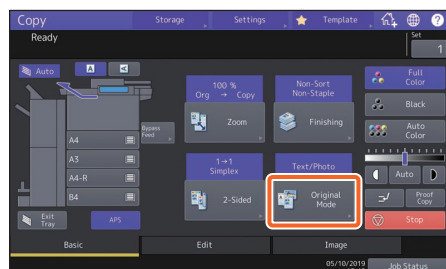 Copy
Storage
Settings
Template
?
Ready
Set
1
Auto
A
A
100 %
Org → Copy
Non-Sort
Non-Staple
Full
Color
Zoom
Finishing
Black
Bypass
Feed
A4
Auto
Color
A3
1→1
Simplex
Text/Photo
A4-R
Auto
B4
2-Sided
Original
Mode
Proof
Copy
Exit
Tray
APS
Stop
Basic
Edit
Image
05/10/2019
Job Status